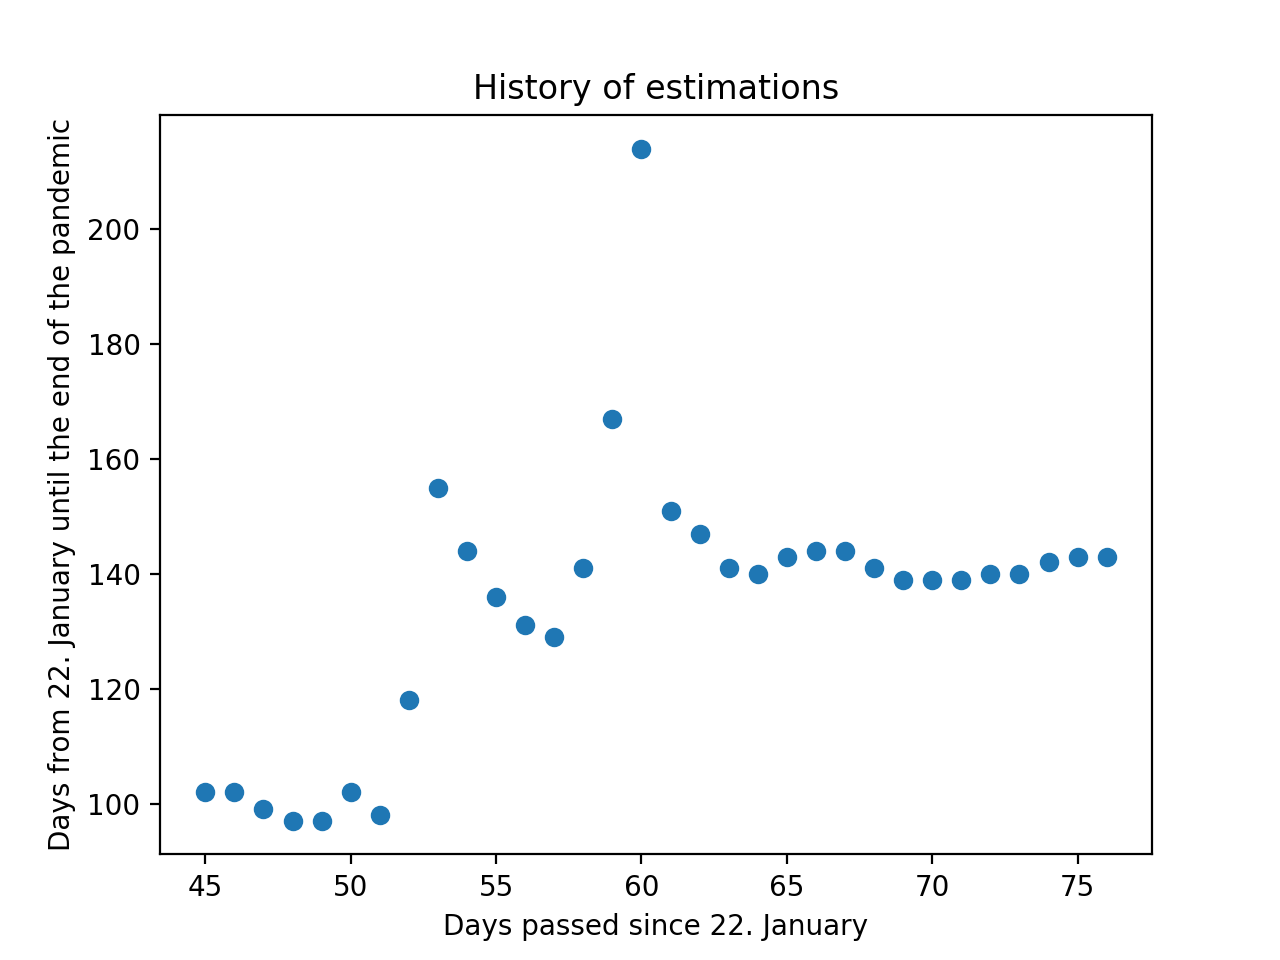 History of estimations
Days from 22. January until the end of the pandemic
200
180
160
140
120
100
45 50 55 60 65 70 75
Days passed since 22. January